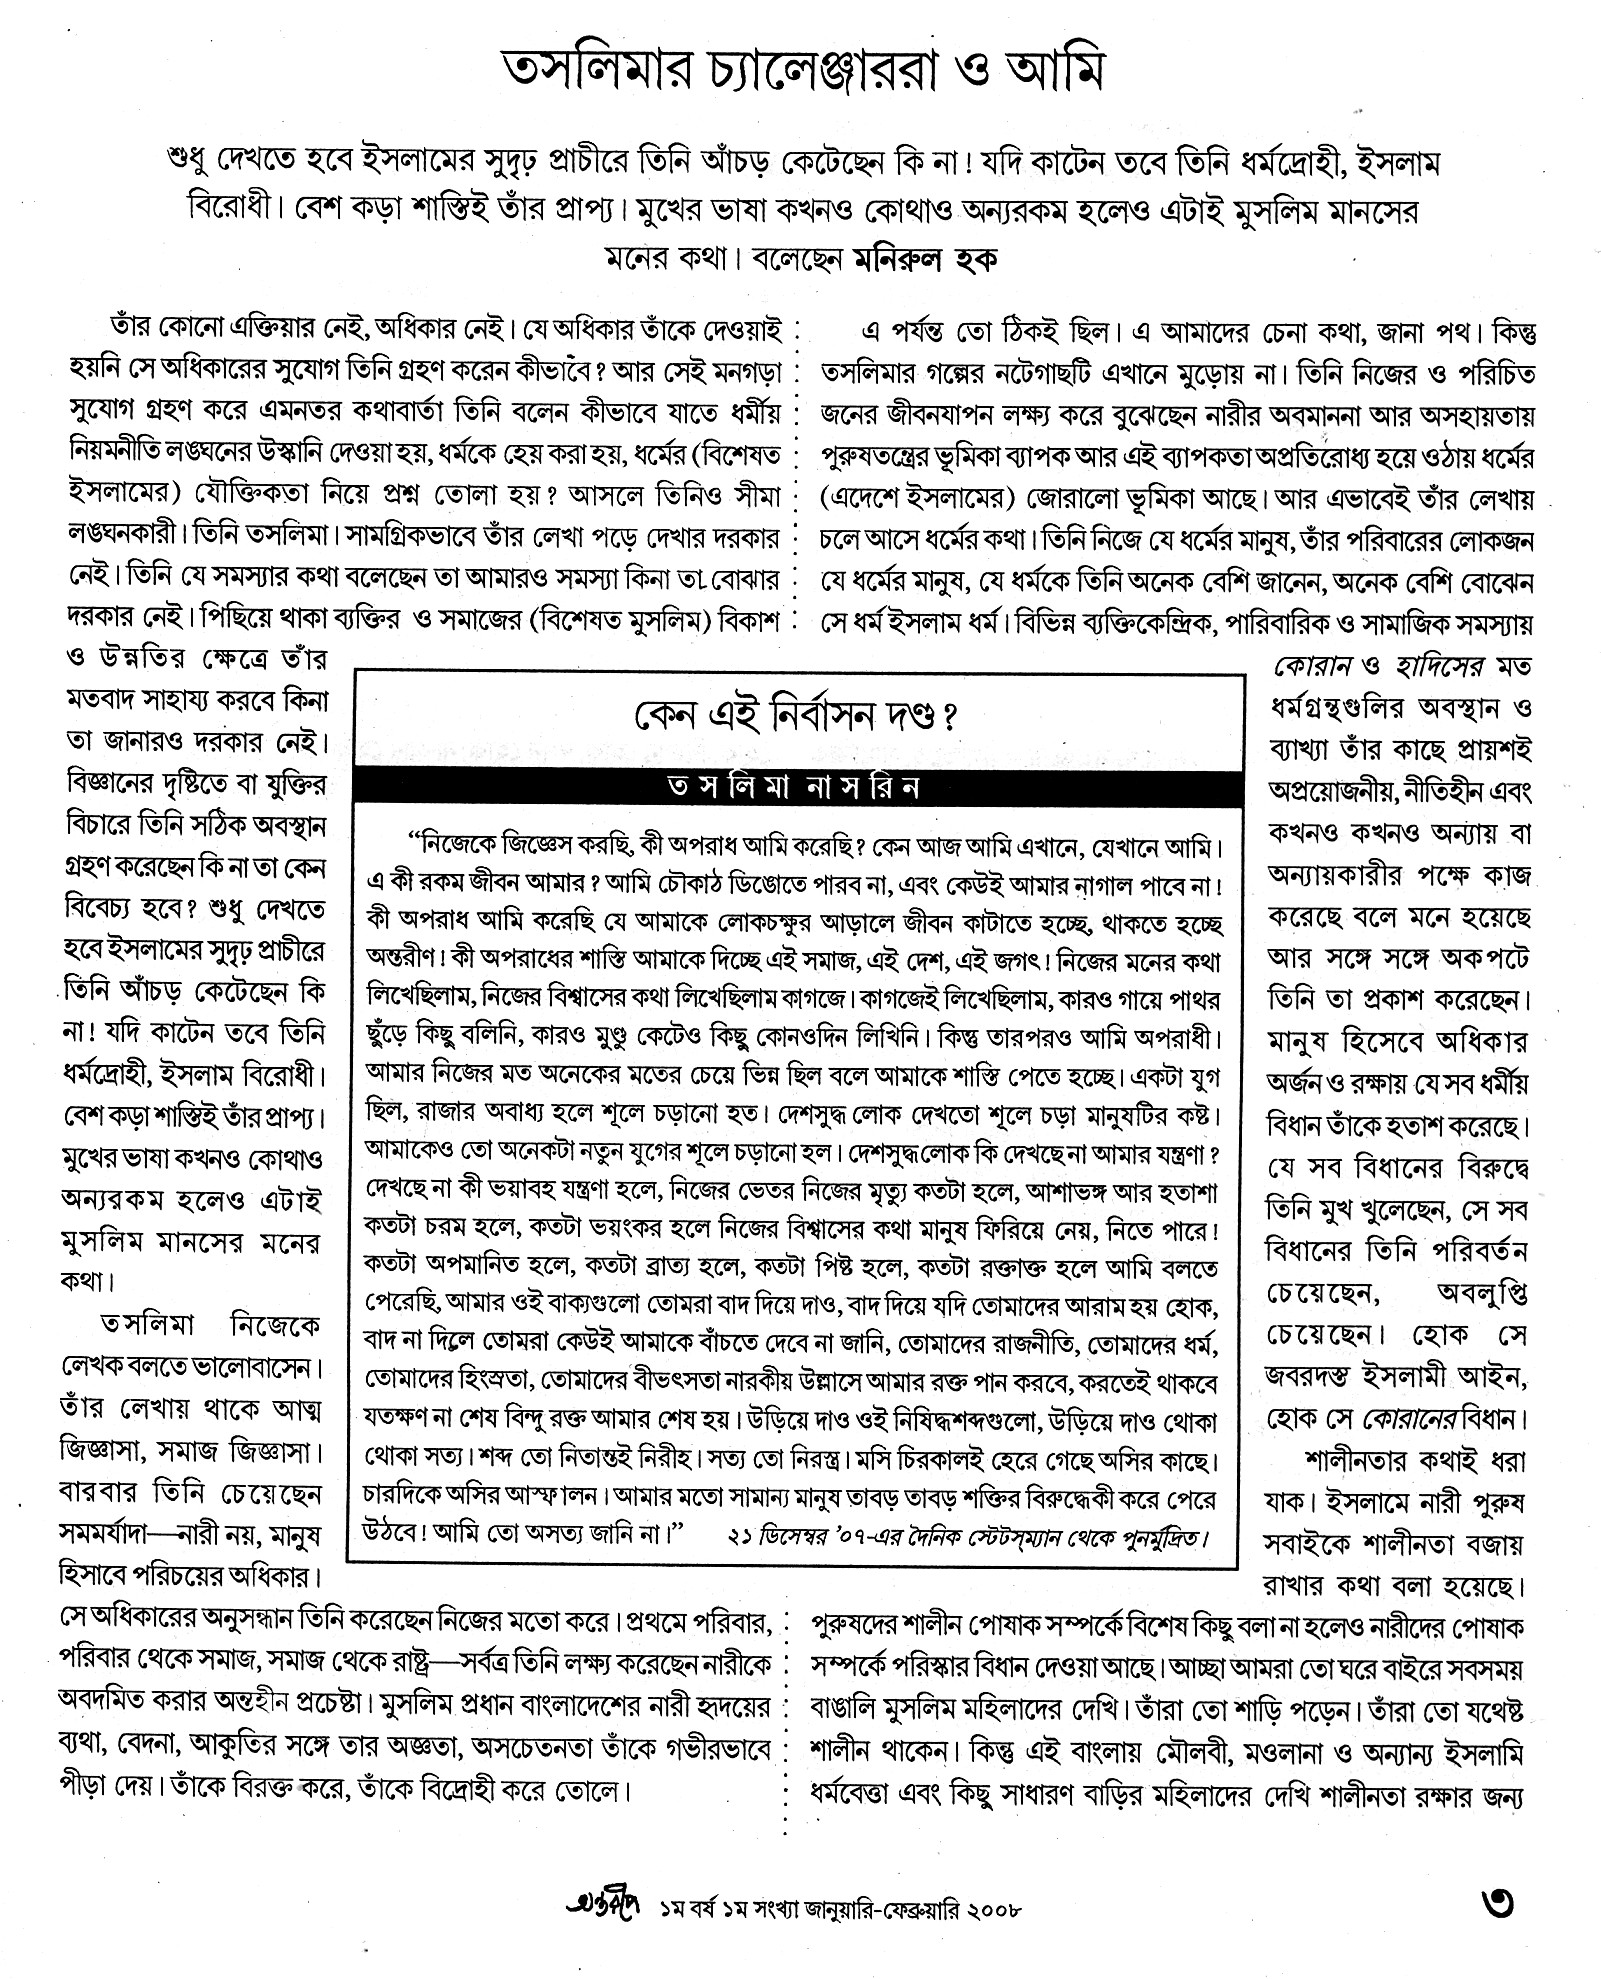 তসলিমার চ্যালেঞ্জাররা ও আমি
শুধু দেখতে হবে ইসলামের সুদৃঢ় প্রাচীরে তিনি আঁচড় কেটেছেন কি না! যদি কাটেন তবে তিনি ধর্মদ্রোহী, ইসলাম
বিরোধী। বেশ কড়া শাস্তিই তাঁর প্রাপ্য। মুখের ভাষা কখনও কোথাও অন্যরকম হলেও এটাই মুসলিম মানসের
মনের কথা। বলেছেন মনিরুল হক
তাঁর কোনো এক্তিয়ার নেই, অধিকার নেই। যে অধিকার তাঁকে দেওয়াই
হয়নি সে অধিকারের সুযোগ তিনি গ্রহণ করেন কীভাবে? আর সেই মনগড়া
সুযোগ গ্রহণ করে এমনতর কথাবার্তা তিনি বলেন কীভাবে যাতে ধর্মীয়
নিয়মনীতি লঙঘনের উস্কানি দেওয়া হয়, ধর্মকে হেয় করা হয়, ধর্মের (বিশেষত
ইসলামের) যৌক্তিকতা নিয়ে প্রশ্ন তোলা হয়? আসলে তিনিও সীমা
লঙঘনকারী। তিনি তসলিমা। সামগ্রিকভাবে তাঁর লেখা পড়ে দেখার দরকার
নেই। তিনি যে সমস্যার কথা বলেছেন তা আমারও সমস্যা কিনা তা বোঝার
দরকার নেই। পিছিয়ে থাকা ব্যক্তির ও সমাজের (বিশেষত মুসলিম) বিকাশ
ও উন্নতির ক্ষেত্রে তাঁর
মতবাদ সাহায্য করবে কিনা
তা জানারও দরকার নেই।
বিজ্ঞানের দৃষ্টিতে বা যুক্তির
বিচারে তিনি সঠিক অবস্থান
গ্রহণ করেছেন কি না তা কেন
বিবেচ্য হবে? শুধু দেখতে
হবে ইসলামের সুদৃঢ় প্রাচীরে
তিনি আঁচড় কেটেছেন কি
না! যদি কাটেন তবে তিনি
ধর্মদ্রোহী, ইসলাম বিরোধী।
বেশ কড়া শাস্তিই তাঁর প্রাপ্য।
মুখের ভাষা কখনও কোথাও
অন্যরকম হলেও এটাই
মুসলিম মানসের মনের
কথা।
তসলিমা নিজেকে
লেখক বলতে ভালোবাসেন।
তাঁর লেখায় থাকে আত্ম
জিজ্ঞাসা, সমাজ জিজ্ঞাসা।
বারবার তিনি চেয়েছেন
সমমর্যাদা—নারী নয়, মানুষ
হিসাবে পরিচয়ের অধিকার।
সে অধিকারের অনুসন্ধান তিনি করেছেন নিজের মতো করে। প্রথমে পরিবার,
পরিবার থেকে সমাজ, সমাজ থেকে রাষ্ট্র—সর্বত্র তিনি লক্ষ্য করেছেন নারীকে
অবদমিত করার অন্তহীন প্রচেষ্টা। মুসলিম প্রধান বাংলাদেশের নারী হৃদয়ের
ব্যথা, বেদনা, আকুতির সঙ্গে তার অজ্ঞতা, অসচেতনতা তাঁকে গভীরভাবে
পীড়া দেয়। তাঁকে বিরক্ত করে, তাঁকে বিদ্রোহী করে তোলে।
কেন এই নির্বাসন দণ্ড?
তসলিমা নাসরিন
“নিজেকে জিজ্ঞেস করছি, কী অপরাধ আমি করেছি? কেন আজ আমি এখানে, যেখানে আমি।
এ কী রকম জীবন আমার? আমি চৌকাঠ ডিঙোতে পারব না, এবং কেউই আমার নাগাল পাবে না!
কী অপরাধ আমি করেছি যে আমাকে লোকচক্ষুর আড়ালে জীবন কাটাতে হচ্ছে, থাকতে হচ্ছে
অন্তরীণ! কী অপরাধের শাস্তি আমাকে দিচ্ছে এই সমাজ, এই দেশ, এই জগৎ! নিজের মনের কথা
লিখেছিলাম, নিজের বিশ্বাসের কথা লিখেছিলাম কাগজে। কাগজেই লিখেছিলাম, কারও গায়ে পাথর
ছুঁড়ে কিছু বলিনি, কারও মুণ্ডু কেটেও কিছু কোনওদিন লিখিনি। কিন্তু তারপরও আমি অপরাধী।
আমার নিজের মত অনেকের মতের চেয়ে ভিন্ন ছিল বলে আমাকে শাস্তি পেতে হচ্ছে। একটা যুগ
ছিল, রাজার অবাধ্য হলে শূলে চড়ানো হত। দেশসুদ্ধ লোক দেখতো শূলে চড়া মানুষটির কষ্ট।
আমাকেও তো অনেকটা নতুন যুগের শূলে চড়ানো হল। দেশসুদ্ধ লোক কি দেখছে না আমার যন্ত্রণা?
দেখছে না কী ভয়াবহ যন্ত্রণা হলে, নিজের ভেতর নিজের মৃত্যু কতটা হলে, আশাভঙ্গ আর হতাশা
কতটা চরম হলে, কতটা ভয়ংকর হলে নিজের বিশ্বাসের কথা মানুষ ফিরিয়ে নেয়, নিতে পারে!
কতটা অপমানিত হলে, কতটা ব্রাত্য হলে, কতটা পিষ্ট হলে, কতটা রক্তাক্ত হলে আমি বলতে
পেরেছি, আমার ওই বাক্যগুলো তোমরা বাদ দিয়ে দাও, বাদ দিয়ে যদি তোমাদের আরাম হয় হোক,
বাদ না দিলে তোমরা কেউই আমাকে বাঁচতে দেবে না জানি, তোমাদের রাজনীতি, তোমাদের ধর্ম,
তোমাদের হিংস্রতা, তোমাদের বীভৎসতা নারকীয় উল্লাসে আমার রক্ত পান করবে, করতেই থাকবে
যতক্ষণ না শেষ বিন্দু রক্ত আমার শেষ হয়। উড়িয়ে দাও ওই নিষিদ্ধ শব্দগুলো, উড়িয়ে দাও থোকা
থোকা সত্য। শব্দ তো নিতান্তই নিরীহ। সত্য তো নিরস্ত্র। মসি চিরকালই হেরে গেছে অসির কাছে।
চারদিকে অসির আস্ফালন। আমার মতো সামান্য মানুষ তাবড় তাবড় শক্তির বিরুদ্ধে কী করে পেরে
উঠবে! আমি তো অসত্য জানি না।” ২১ ডিসেম্বর '০৭-এর দৈনিক স্টেটস্‌ম্যান থেকে পুনর্মুদ্রিত।
এ পর্যন্ত তো ঠিকই ছিল। এ আমাদের চেনা কথা, জানা পথ। কিন্তু
তসলিমার গল্পের নটেগাছটি এখানে মুড়োয় না। তিনি নিজের ও পরিচিত
জনের জীবনযাপন লক্ষ্য করে বুঝেছেন নারীর অবমাননা আর অসহায়তায়
পুরুষতন্ত্রের ভূমিকা ব্যাপক আর এই ব্যাপকতা অপ্রতিরোধ্য হয়ে ওঠায় ধর্মের
(এদেশে ইসলামের) জোরালো ভূমিকা আছে। আর এভাবেই তাঁর লেখায়
চলে আসে ধর্মের কথা। তিনি নিজে যে ধর্মের মানুষ, তাঁর পরিবারের লোকজন
যে ধর্মের মানুষ, যে ধর্মকে তিনি অনেক বেশি জানেন, অনেক বেশি বোঝেন
সে ধর্ম ইসলাম ধর্ম। বিভিন্ন ব্যক্তিকেন্দ্রিক, পারিবারিক ও সামাজিক সমস্যায়
কোরান ও হাদিসের মত
ধর্মগ্রন্থগুলির অবস্থান ও
ব্যাখ্যা তাঁর কাছে প্রায়শই
অপ্রয়োজনীয়, নীতিহীন এবং
কখনও কখনও অন্যায় বা
অন্যায়কারীর পক্ষে কাজ
করেছে বলে মনে হয়েছে
আর সঙ্গে সঙ্গে অকপটে
তিনি তা প্রকাশ করেছেন।
মানুষ হিসেবে অধিকার
অর্জন ও রক্ষায় যে সব ধর্মীয়
বিধান তাঁকে হতাশ করেছে।
যে সব বিধানের বিরুদ্ধে
তিনি মুখ খুলেছেন, সে সব
বিধানের তিনি পরিবর্তন
চেয়েছেন, অবলুপ্তি
চেয়েছেন। হোক সে
জবরদস্ত ইসলামী আইন,
হোক সে কোরানের বিধান।
শালীনতার কথাই ধরা
যাক। ইসলামে নারী পুরুষ
সবাইকে শালীনতা বজায়
রাখার কথা বলা হয়েছে।
পুরুষদের শালীন পোষাক সম্পর্কে বিশেষ কিছু বলা না হলেও নারীদের পোষাক
সম্পর্কে পরিস্কার বিধান দেওয়া আছে। আচ্ছা আমরা তো ঘরে বাইরে সবসময়
বাঙালি মুসলিম মহিলাদের দেখি। তাঁরা তো শাড়ি পড়েন। তাঁরা তো যথেষ্ট
শালীন থাকেন। কিন্তু এই বাংলায় মৌলবী, মওলানা ও অন্যান্য ইসলামি
ধর্মবেত্তা এবং কিছু সাধারণ বাড়ির মহিলাদের দেখি শালীনতা রক্ষার জন্য
অন্তরীপ ১ম বর্ষ ১ম সংখ্যা জানুয়ারি-ফেব্রুয়ারি ২০০৮
৩